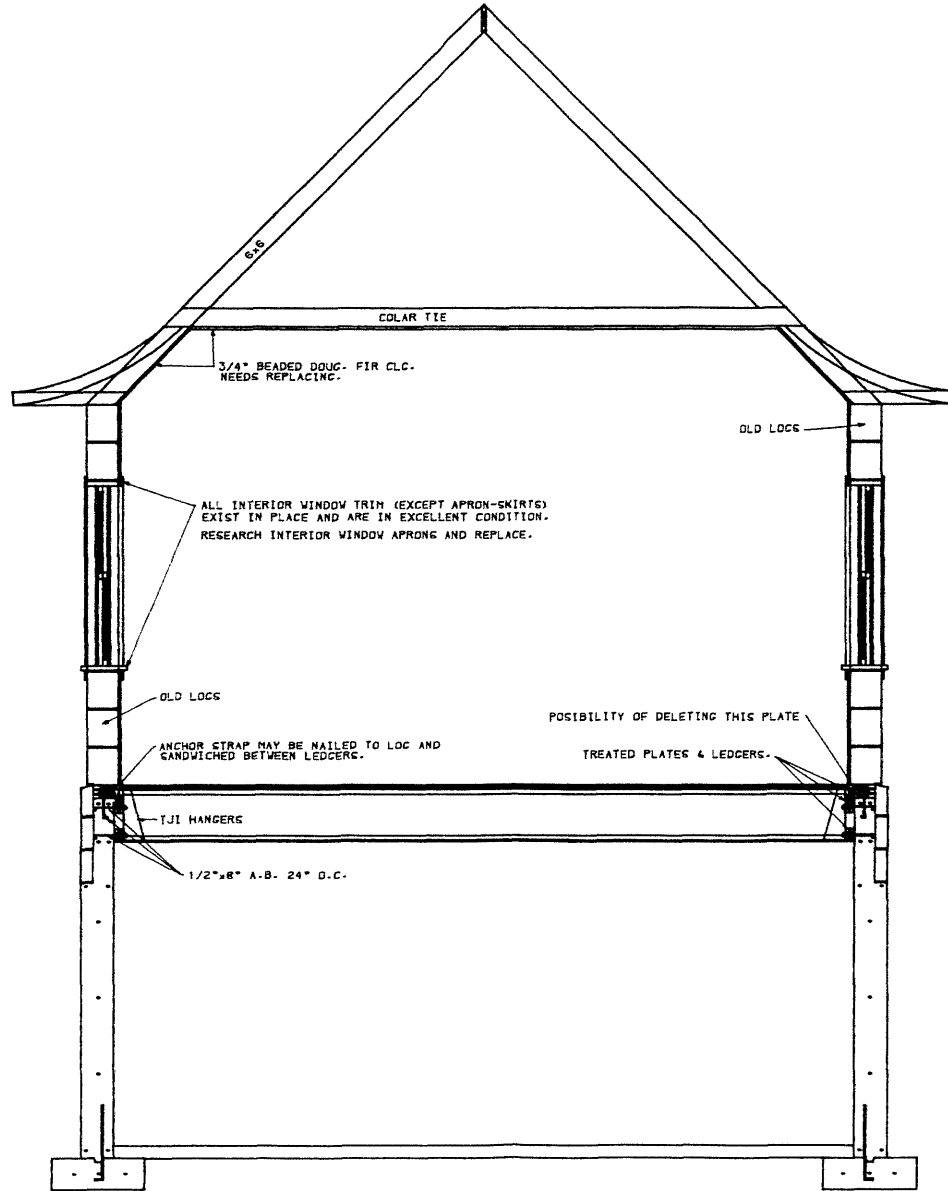 6x6
COLAR TIE
3/4" BEADED DOUG. FIR CLG.
NEEDS REPLACING.
OLD LOGS
ALL INTERIOR WINDOW TRIM (EXCEPT APRON-SKIRTS)
EXIST IN PLACE AND ARE IN EXCELLENT CONDITION.
RESEARCH INTERIOR WINDOW APRONS AND REPLACE.
OLD LOGS
POSIBILITY OF DELETING THIS PLATE
ANCHOR STRAP MAY BE NAILED TO LOG AND
SANDWICHED BETWEEN LEDGERS.
TREATED PLATES & LEDGERS.
TJI HANGERS
1/2"x8" A.B. 24" O.C.